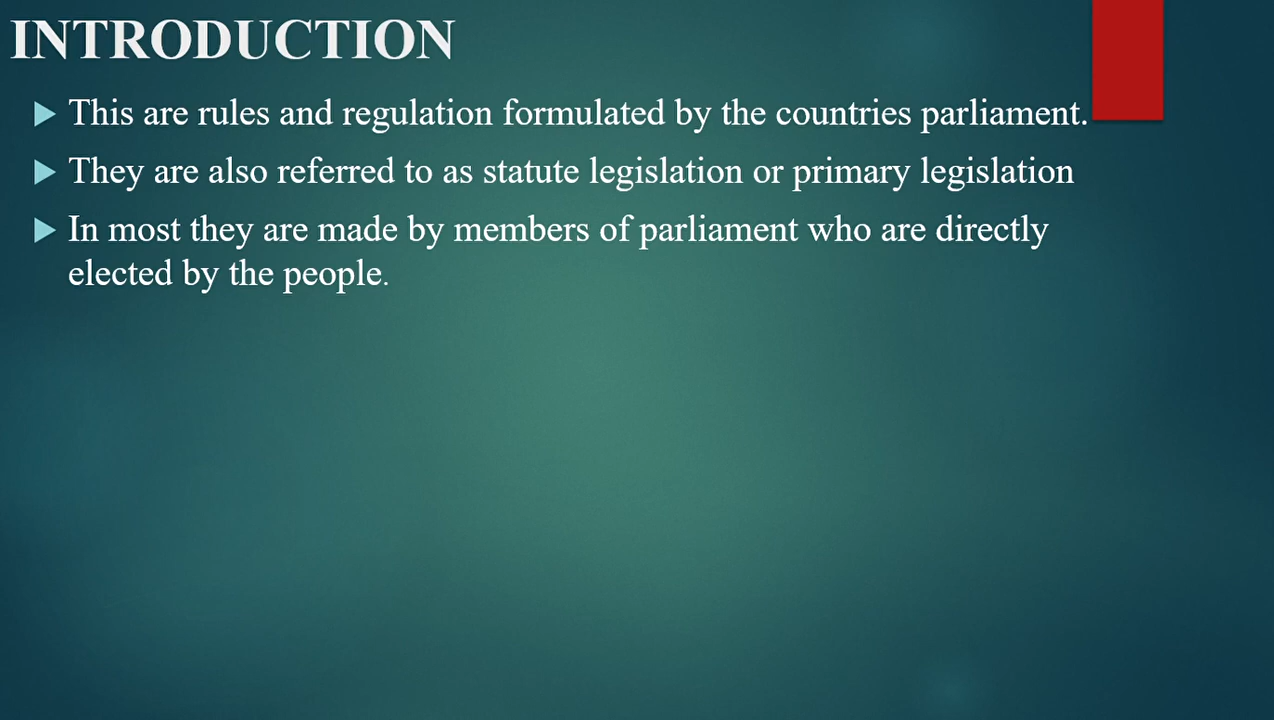 INTRODUCTION
This are rules and regulation formulated by the countries parliament.
They are also referred to as statute legislation or primary legislation
In most they are made by members of parliament who are directly
elected by the people.